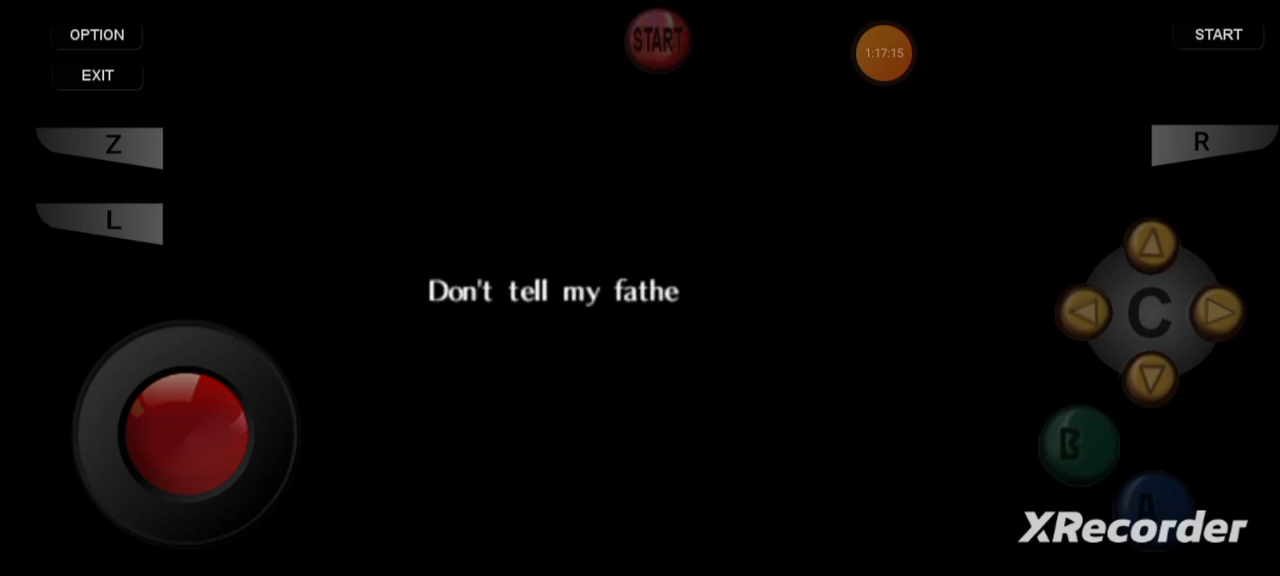 OPTION
START
1:17:15
START
EXIT
Z
R
L
Don't tell my fathe
C
B
A
XRecorder